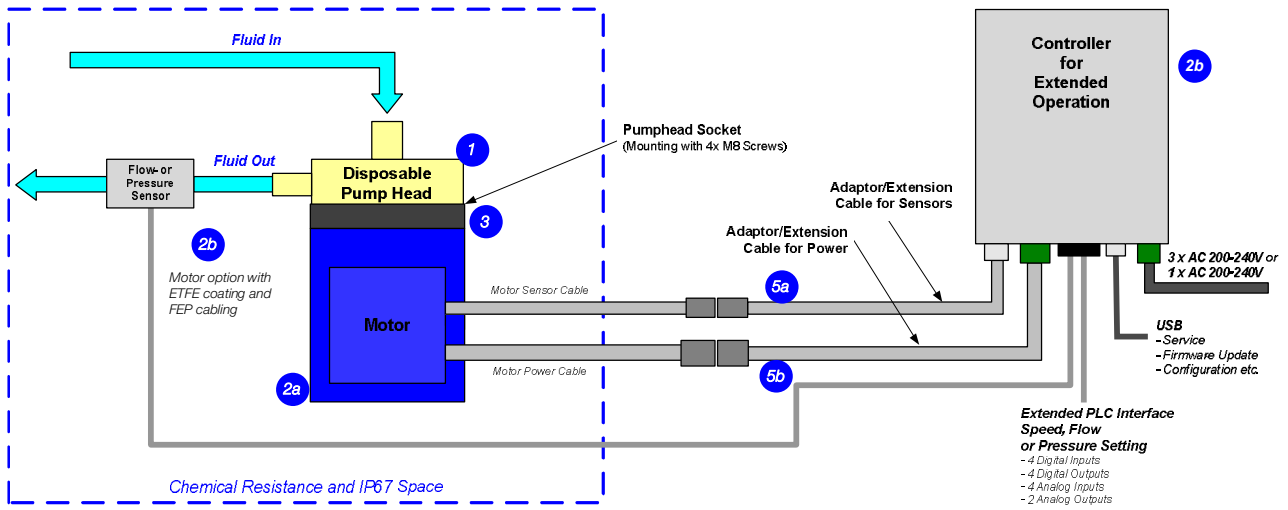 Fluid In
Controller
for
Extended
Operation
2b
Pumphead Socket
(Mounting with 4x M8 Screws)
1
Fluid Out
Flow- or
Pressure
Sensor
Disposable
Pump Head
3
2b
Motor option with
ETFE coating and
FEP cabling
Adaptor/Extension
Cable for Sensors
Adaptor/Extension
Cable for Power
3 x AC 200-240V or
1 x AC 200-240V
Motor Sensor Cable
5a
Motor
USB
- Service
- Firmware Update
- Configuration etc.
Motor Power Cable
5b
2a
Extended PLC Interface
Speed, Flow
or Pressure Setting
- 4 Digital Inputs
- 4 Digital Outputs
- 4 Analog Inputs
- 2 Analog Outputs
Chemical Resistance and IP67 Space